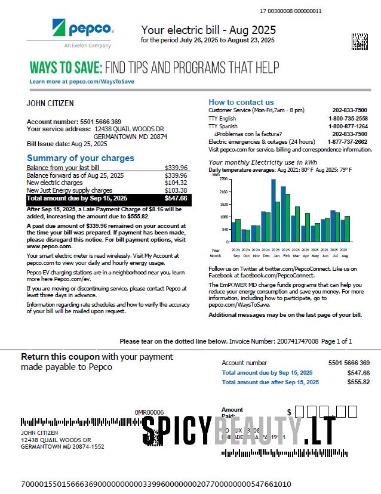 17 00300006 00000011
pepco.
An Exelon Company
Your electric bill - Aug 2025
for the period July 26, 2025 to August 23, 2025
WAYS TO SAVE: FIND TIPS AND PROGRAMS THAT HELP
Learn more at pepco.com/WaysToSave
JOHN CITIZEN
Account number: 5501 5666 369
Your service address: 12438 QUAIL WOODS DR
GERMANTOWN MD 20874
Bill Issue date: Aug 25, 2025
Summary of your charges
Balance from your last bill $339.96
Balance forward as of Aug 25, 2025 $339.96
New electric charges $104.32
New Just Energy supply charges $103.38
Total amount due by Sep 15, 2025 $547.66
After Sep 15, 2025, a Late Payment Charge of $8.16 will be
added, increasing the amount due to $555.82.
A past due amount of $339.96 remained on your account at
the time your bill was prepared. If payment has been made,
please disregard this notice. For bill payment options, visit
www.pepco.com.
Your smart electric meter is read wirelessly. Visit My Account at
pepco.com to view your daily and hourly energy usage.
Pepco EV charging stations are in a neighborhood near you. learn
more here Pepco.com/ev.
If you are moving or discontinuing service, please contact Pepco at
least three days in advance.
Information regarding rate schedules and how to verify the accuracy
of your bill will be mailed upon request.
How to contact us
Customer Service (Mon-Fri,7am - 8 pm) 202-833-7500
TTY English 1-800-735-2558
TTY Spanish 1-800-877-1264
¿Problemas con la factura? 202-833-7500
Electric emergencies & outages (24 hours) 1-877-737-2662
Visit pepco.com for service, billing and correspondence information.
Your monthly Electricity use in kWh
Daily temperature averages: Aug 2021: 80° F Aug 2025: 79° F
Year
Month
Sep Oct Nov Dec Jan Feb Mar Apr May Jun Jul Aug
Follow us on Twitter at twitter.com/PepcoConnect. Like us on
Facebook at facebook.com/PepcoConnect.
The EmPOWER MD charge funds programs that can help you
reduce your energy consumption and save you money. For more
information, including how to participate, go to
pepco.com/WaysToSave.
Additional messages may be on the last page of your bill.
Please tear on the dotted line below. Invoice Number: 200741747008 Page 1 of 1
Return this coupon with your payment
made payable to Pepco
Account number 5501 5666 369
Total amount due by Sep 15, 2025 $547.66
Total amount due after Sep 15, 2025 $555.82
Amount
Paid: $
0MR00006
JOHN CITIZEN
12438 QUAIL WOODS DR
GERMANTOWN MD 20874-1552
SPICYBEAUTY.LT